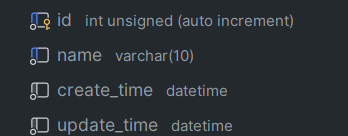 id int unsigned (auto increment)
name varchar(10)
create_time datetime
update_time datetime